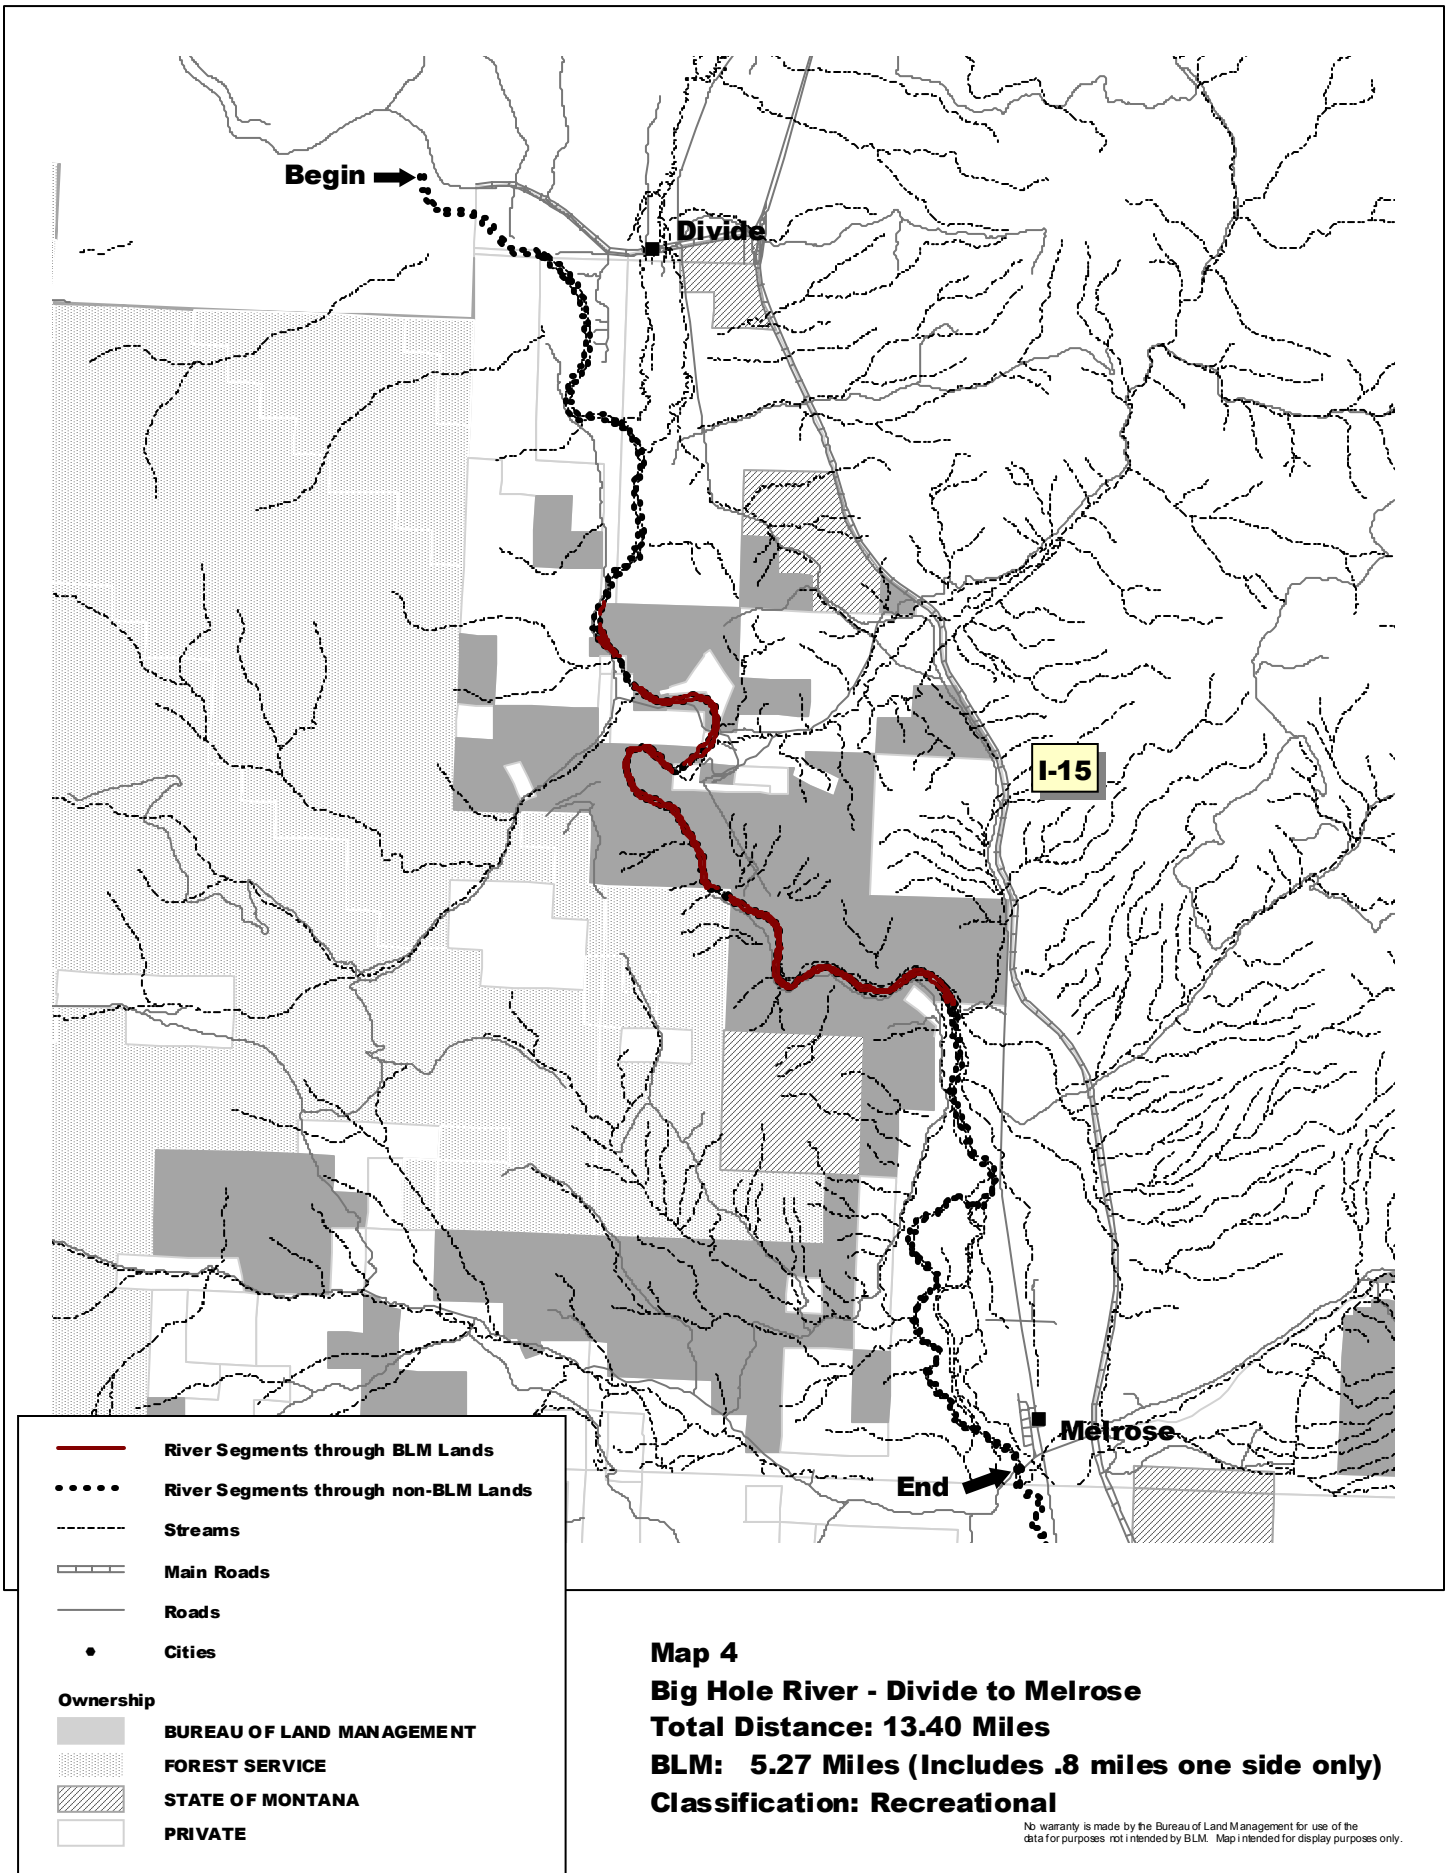 Begin
Divide
I-15
Melrose
End
River Segments through BLM Lands
River Segments through non-BLM Lands
Streams
Main Roads
Roads
Cities
Ownership
BUREAU OF LAND MANAGEMENT
FOREST SERVICE
STATE OF MONTANA
PRIVATE
Map 4
Big Hole River - Divide to Melrose
Total Distance: 13.40 Miles
BLM: 5.27 Miles (Includes .8 miles one side only)
Classification: Recreational
No warranty is made by the Bureau of Land Management for use of the
data for purposes not intended by BLM. Map intended for display purposes only.